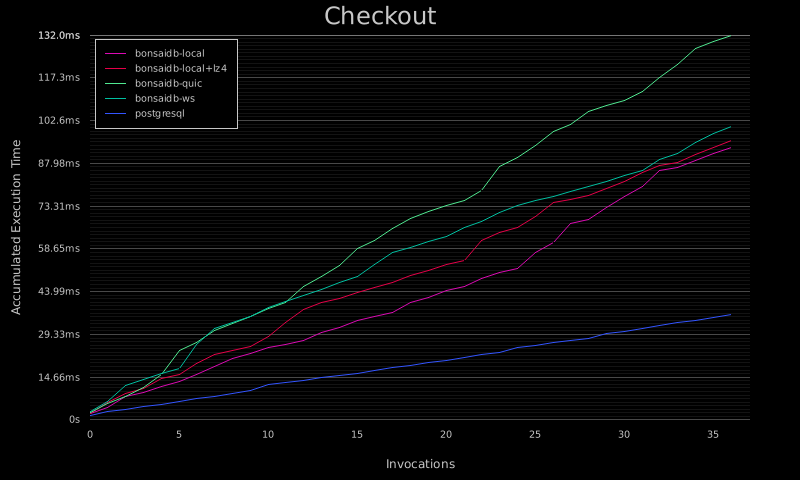 Checkout
132.0ms
117.3ms
102.6ms
87.98ms
73.31ms
58.65ms
43.99ms
29.33ms
14.66ms
0s
bonsaidb-local
bonsaidb-local+lz4
bonsaidb-quic
bonsaidb-ws
postgresql
Accumulated Execution Time
0 5 10 15 20 25 30 35
Invocations